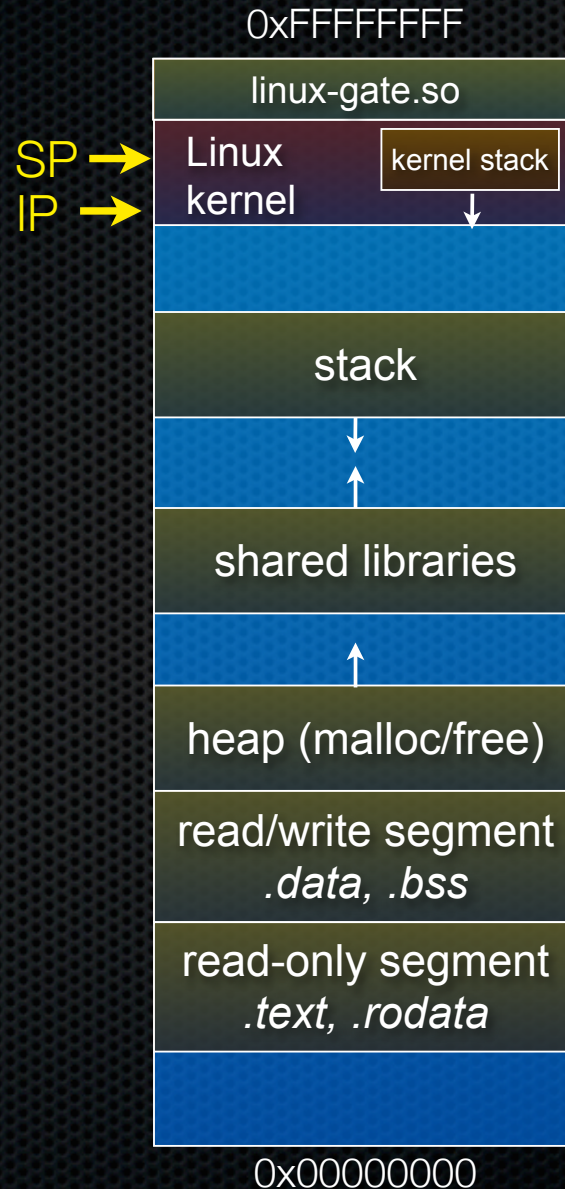 0xFFFFFFFF
linux-gate.so
SP
Linux
kernel
kernel stack
IP
stack
shared libraries
heap (malloc/free)
read/write segment
.data, .bss
read-only segment
.text, .rodata
0x00000000